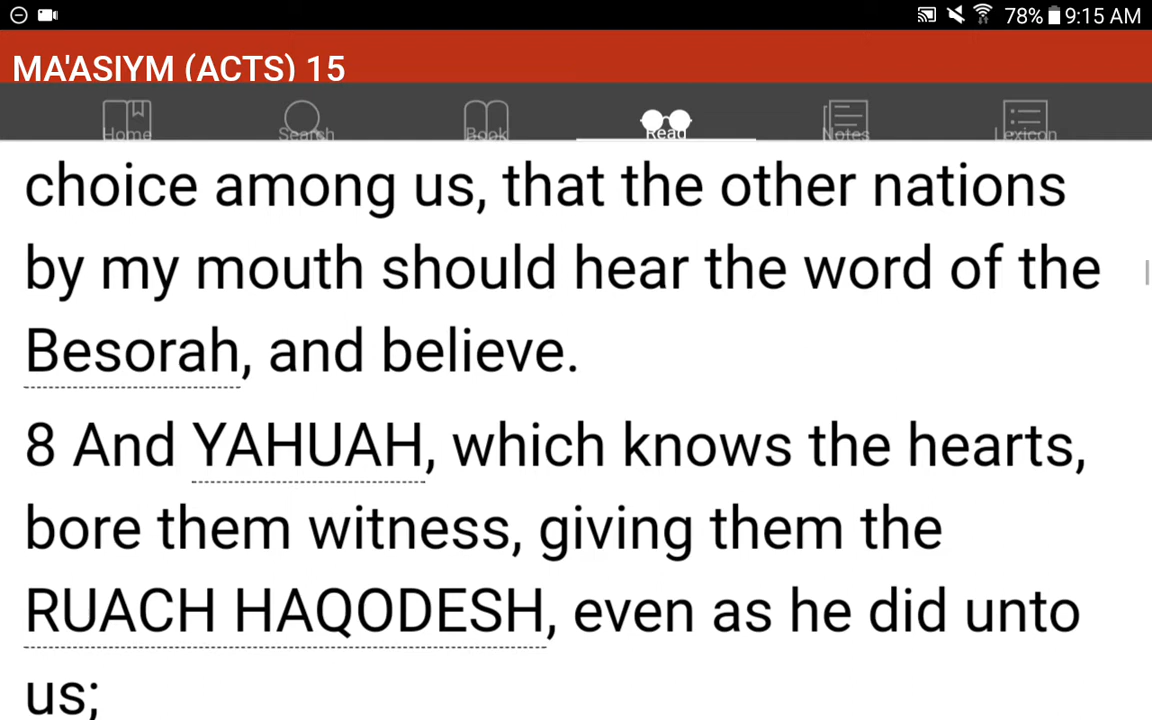 78% 9:15 AM
MA'ASIYM (ACTS) 15
Home Search Book Read Notes Lexicon
choice among us, that the other nations
by my mouth should hear the word of the
Besorah, and believe.
8 And YAHUAH, which knows the hearts,
bore them witness, giving them the
RUACH HAQODESH, even as he did unto
us;